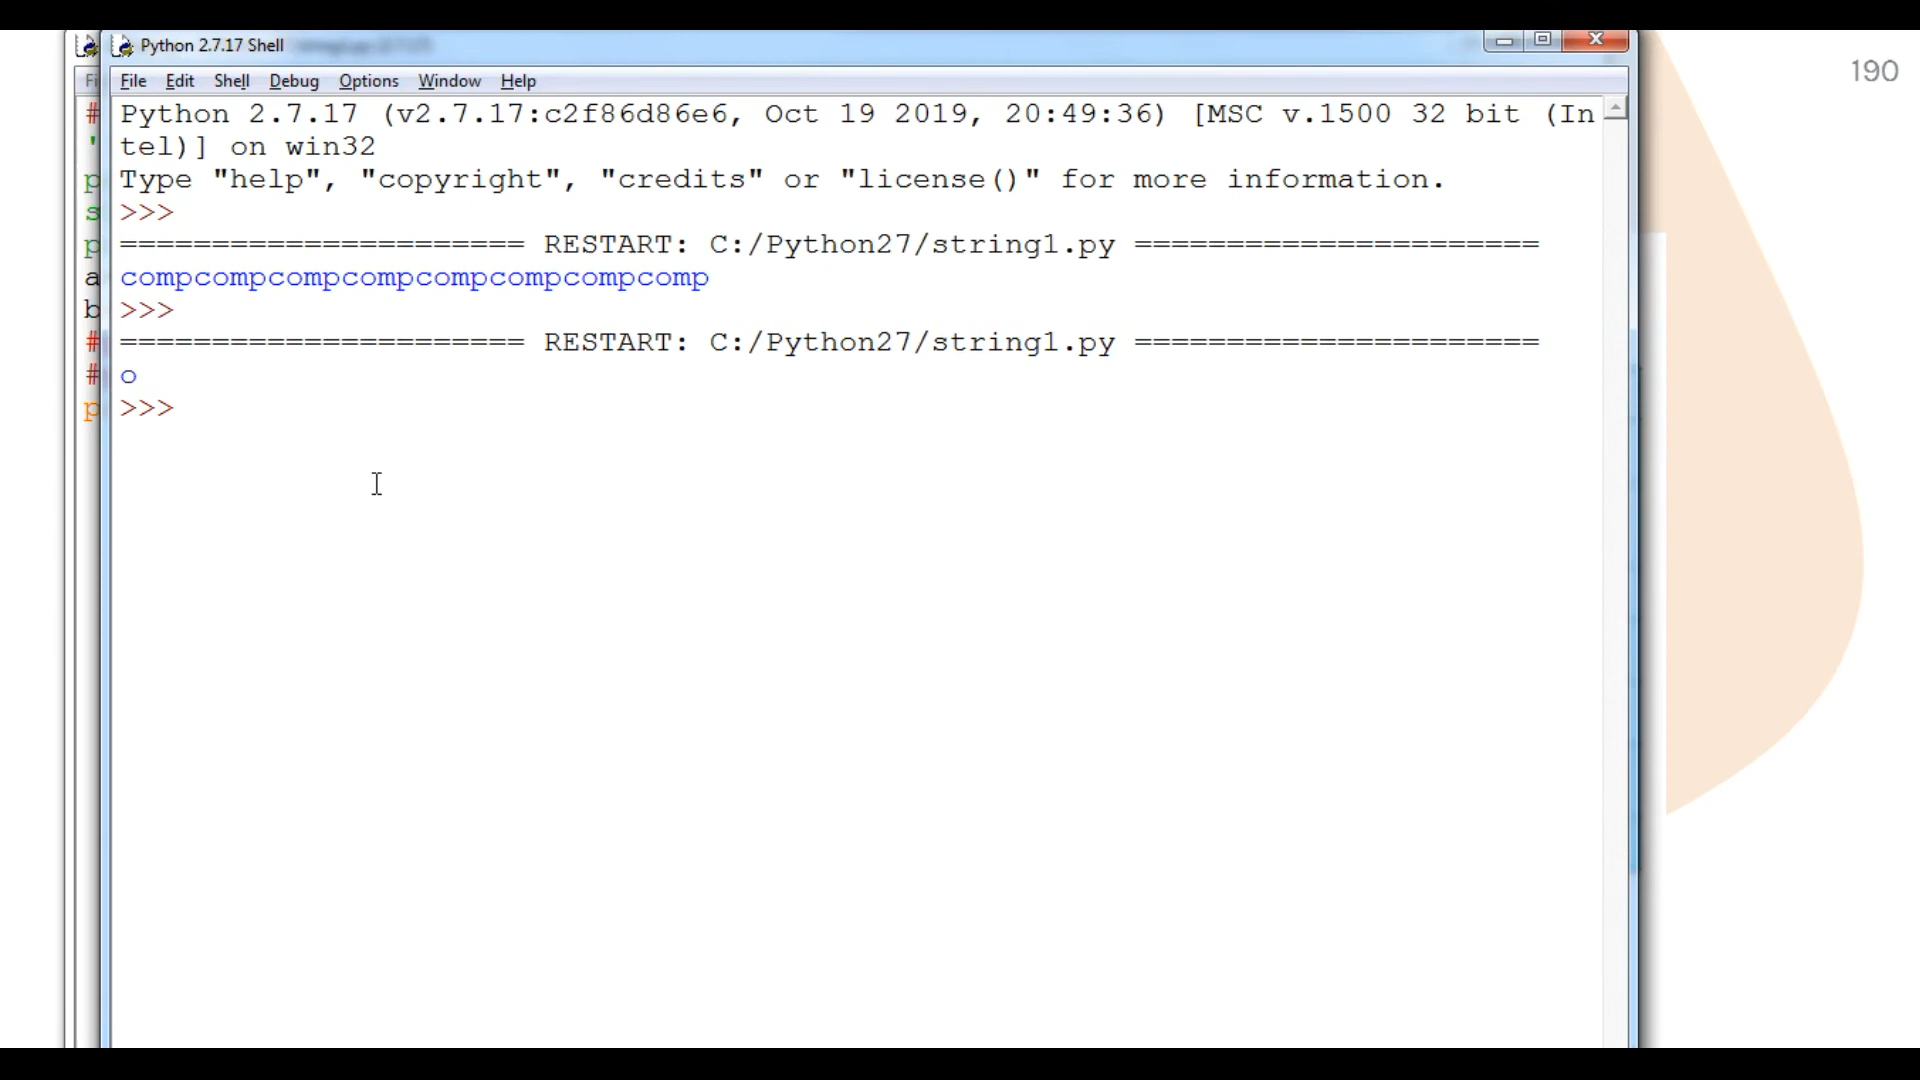 Python 2.7.17 Shell
190
File Edit Shell Debug Options Window Help
Python 2.7.17 (v2.7.17:c2f86d86e6, Oct 19 2019, 20:49:36) [MSC v.1500 32 bit (In
tel)] on win32
Type "help", "copyright", "credits" or "license()" for more information.
>>>
====================== RESTART: C:/Python27/string1.py ======================
compcompcompcompcompcompcompcomp
>>>
====================== RESTART: C:/Python27/string1.py ======================
o
>>>
Fi
#
'
p
s
p
a
b
#
#
p